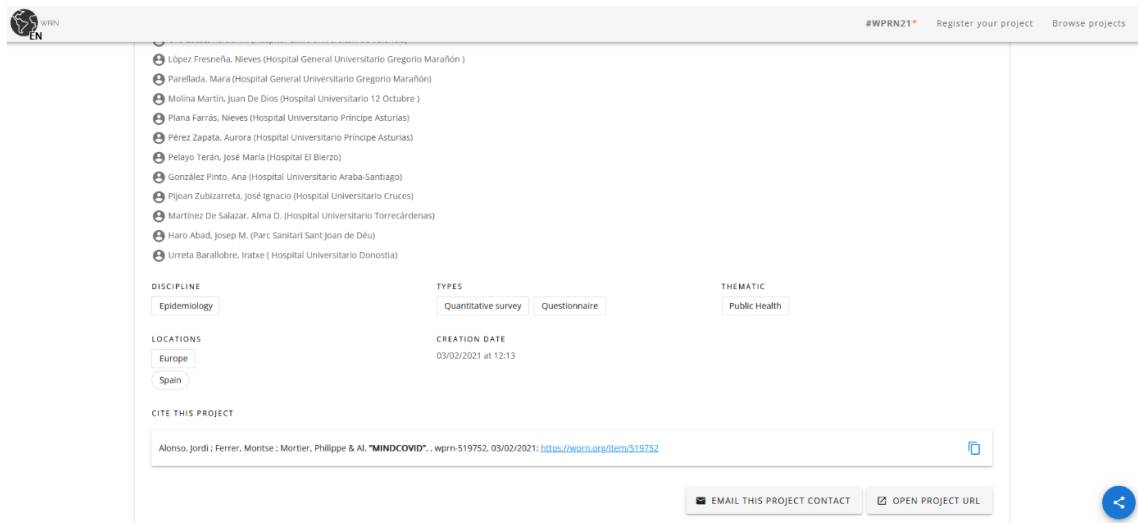 WPRN
EN
#WPRN21* Register your project Browse projects
López Fresneña, Nieves (Hospital General Universitario Gregorio Marañón )
Parellada, Mara (Hospital General Universitario Gregorio Marañón)
Molina Martín, Juan De Dios (Hospital Universitario 12 Octubre )
Plana Farrás, Nieves (Hospital Universitario Príncipe Asturias)
Pérez Zapata, Aurora (Hospital Universitario Príncipe Asturias)
Pelayo Terán, José María (Hospital El Bierzo)
González Pinto, Ana (Hospital Universitario Araba-Santiago)
Pijoan Zubizarreta, José Ignacio (Hospital Universitario Cruces)
Martínez De Salazar, Alma D. (Hospital Universitario Torrecárdenas)
Haro Abad, Josep M. (Parc Sanitari Sant Joan de Déu)
Urreta Barallobre, Iratxe ( Hospital Universitario Donostia)
DISCIPLINE TYPES THEMATIC
Epidemiology Quantitative survey Questionnaire Public Health
LOCATIONS CREATION DATE
Europe 03/02/2021 at 12:13
Spain
CITE THIS PROJECT
Alonso, Jordi ; Ferrer, Montse ; Mortier, Philippe & Al. "MINDCOVID". . wprn-519752, 03/02/2021: https://wprn.org/item/519752
EMAIL THIS PROJECT CONTACT OPEN PROJECT URL